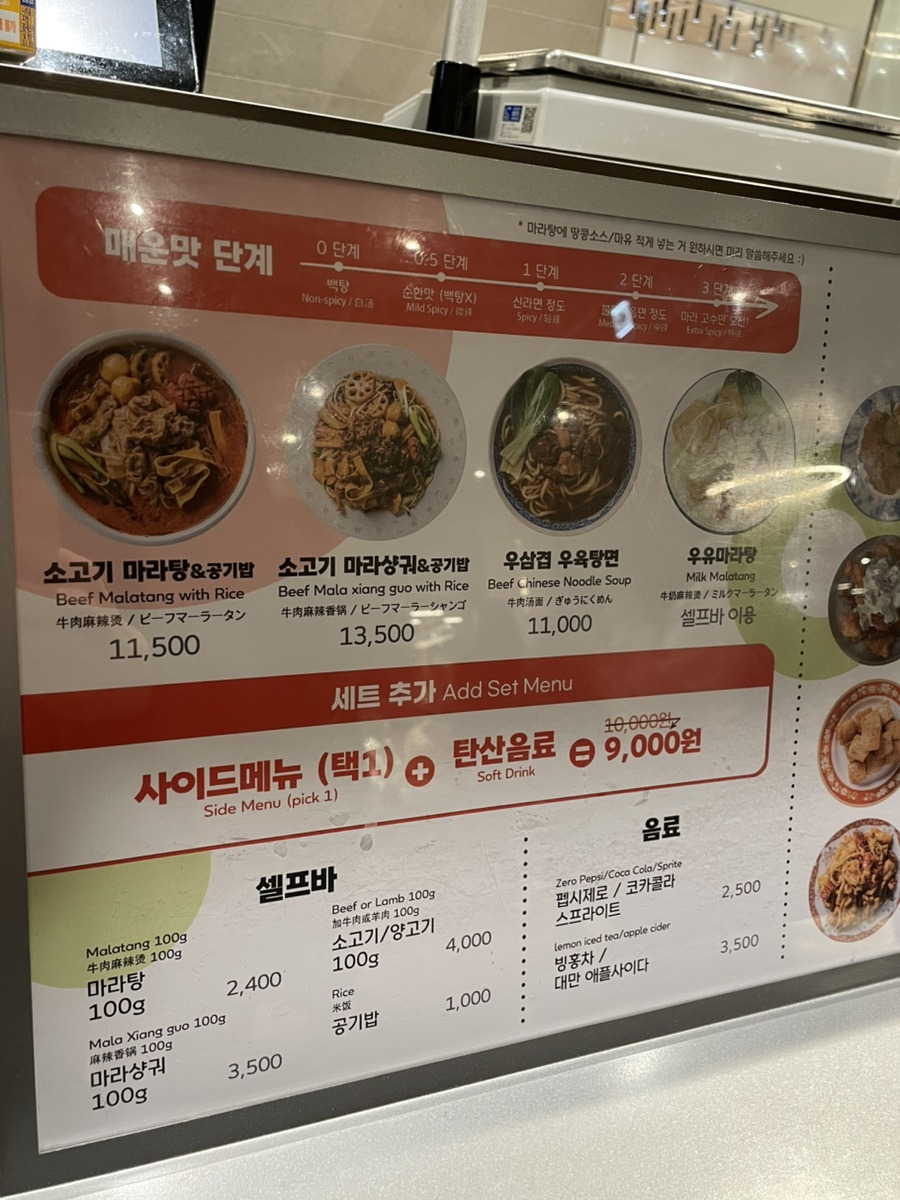 * 마라탕에 땅콩소스/마유 적게 넣는 거 원하시면 미리 말씀해주세요 :)
매운맛 단계
0 단계
백탕
Non-spicy / 白汤
0.5 단계
순한맛 (백탕X)
Mild Spicy / 微辣
1 단계
신라면 정도
Spicy / 轻辣
2 단계
정도
3 단계
마라 고수만 도전!
Extra Spicy /
소고기 마라탕&공기밥
Beef Malatang with Rice
牛肉麻辣烫 / ビーフマーラータン
11,500
소고기 마라샹궈&공기밥
Beef Mala xiang guo with Rice
牛肉麻辣香锅 / ビーフマーラーシャンゴ
13,500
우삼겹 우육탕면
Beef Chinese Noodle Soup
牛肉汤面 / ぎゅうにくめん
11,000
우유마라탕
Milk Malatang
牛奶麻辣烫 / ミルクマーラータン
셀프바 이용
세트 추가 Add Set Menu
사이드메뉴 (택1) + 탄산음료 = 10,000원 9,000원
Side Menu (pick 1)
Soft Drink
셀프바
Malatang 100g
牛肉麻辣烫 100g
마라탕
100g
2,400
Mala Xiang guo 100g
麻辣香锅 100g
마라샹궈
100g
3,500
Beef or Lamb 100g
加牛肉或羊肉 100g
소고기/양고기
100g
4,000
Rice
米饭
공기밥
1,000
음료
Zero Pepsi/Coca Cola/Sprite
펩시제로 / 코카콜라
스프라이트
2,500
lemon iced tea/apple cider
빙홍차 /
대만 애플사이다
3,500